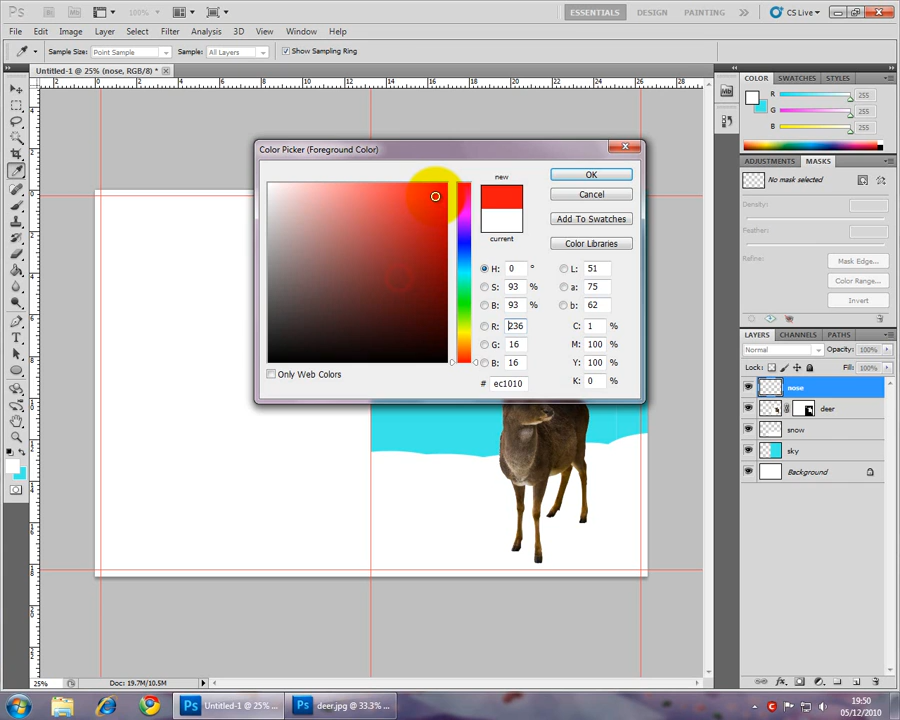 Ps Mb 100% ESSENTIALS DESIGN PAINTING CS Live
File Edit Image Layer Select Filter Analysis 3D View Window Help
Sample Size: Point Sample Sample: All Layers Show Sampling Ring
Untitled-1 @ 25% (nose, RGB/8) *
COLOR SWATCHES STYLES
R 255
G 255
B 255
Color Picker (Foreground Color)
new
current
OK
Cancel
Add To Swatches
Color Libraries
H: 0 °
S: 93 %
B: 93 %
R: 236
G: 16
B: 16
# ec1010
L: 51
a: 75
b: 62
C: 1 %
M: 100 %
Y: 100 %
K: 0 %
Only Web Colors
ADJUSTMENTS MASKS
No mask selected
Density:
Feather:
Refine:
Mask Edge...
Color Range...
Invert
LAYERS CHANNELS PATHS
Normal Opacity: 100%
Lock: Fill: 100%
nose
deer
snow
sky
Background
25% Doc: 19.7M/10.5M
Ps Untitled-1 @ 25% ...
Ps deer.jpg @ 33.3% ...
19:50
05/12/2010